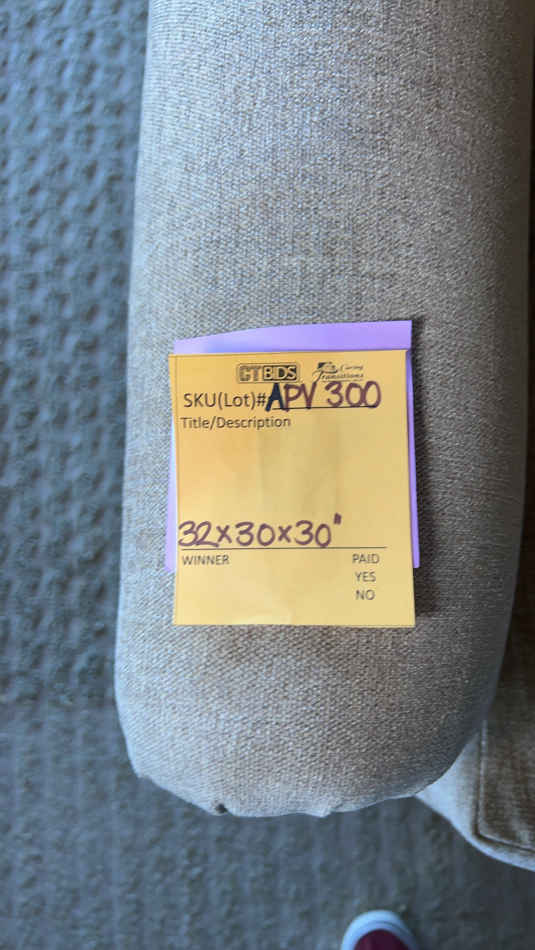 CTBIDS Caring Transitions
SKU(Lot)#: APV 300
Title/Description
32x30x30"
WINNER PAID
YES
NO